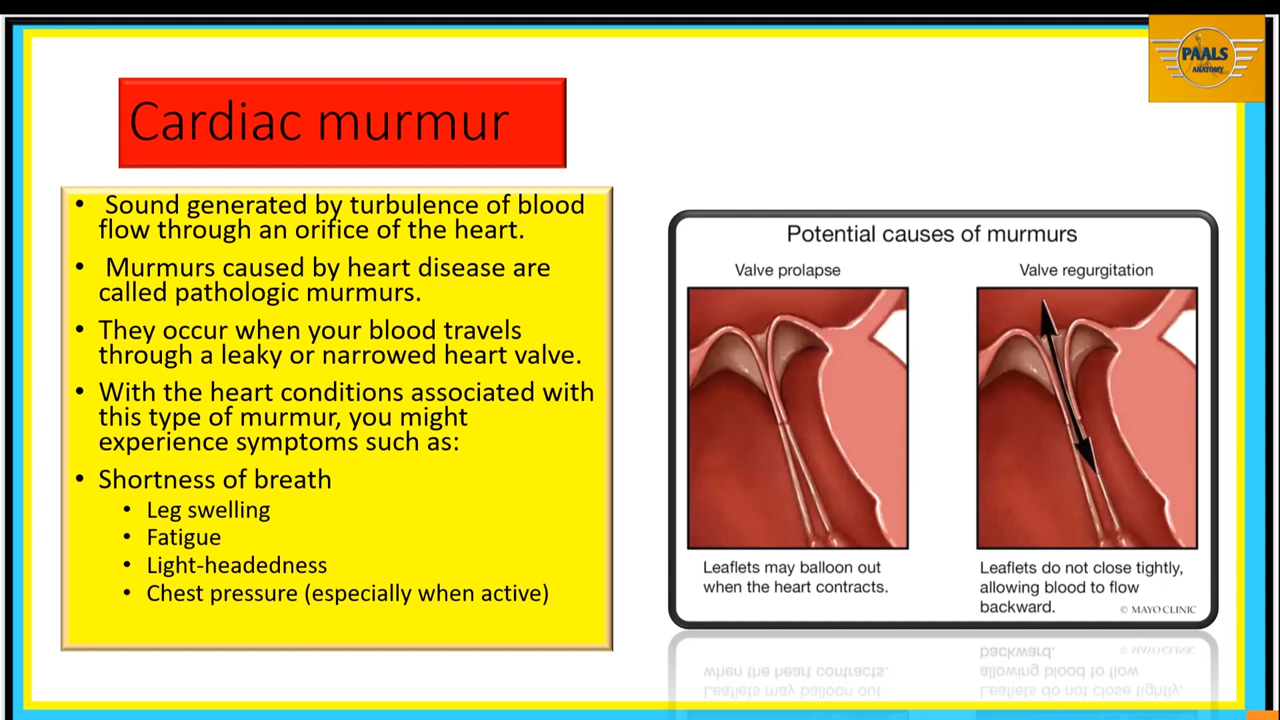 PAALS
ANATOMY
Cardiac murmur
• Sound generated by turbulence of blood
flow through an orifice of the heart.
• Murmurs caused by heart disease are
called pathologic murmurs.
• They occur when your blood travels
through a leaky or narrowed heart valve.
• With the heart conditions associated with
this type of murmur, you might
experience symptoms such as:
• Shortness of breath
• Leg swelling
• Fatigue
• Light-headedness
• Chest pressure (especially when active)
Potential causes of murmurs
Valve prolapse
Valve regurgitation
Leaflets may balloon out
when the heart contracts.
Leaflets do not close tightly,
allowing blood to flow
backward.
© MAYO CLINIC